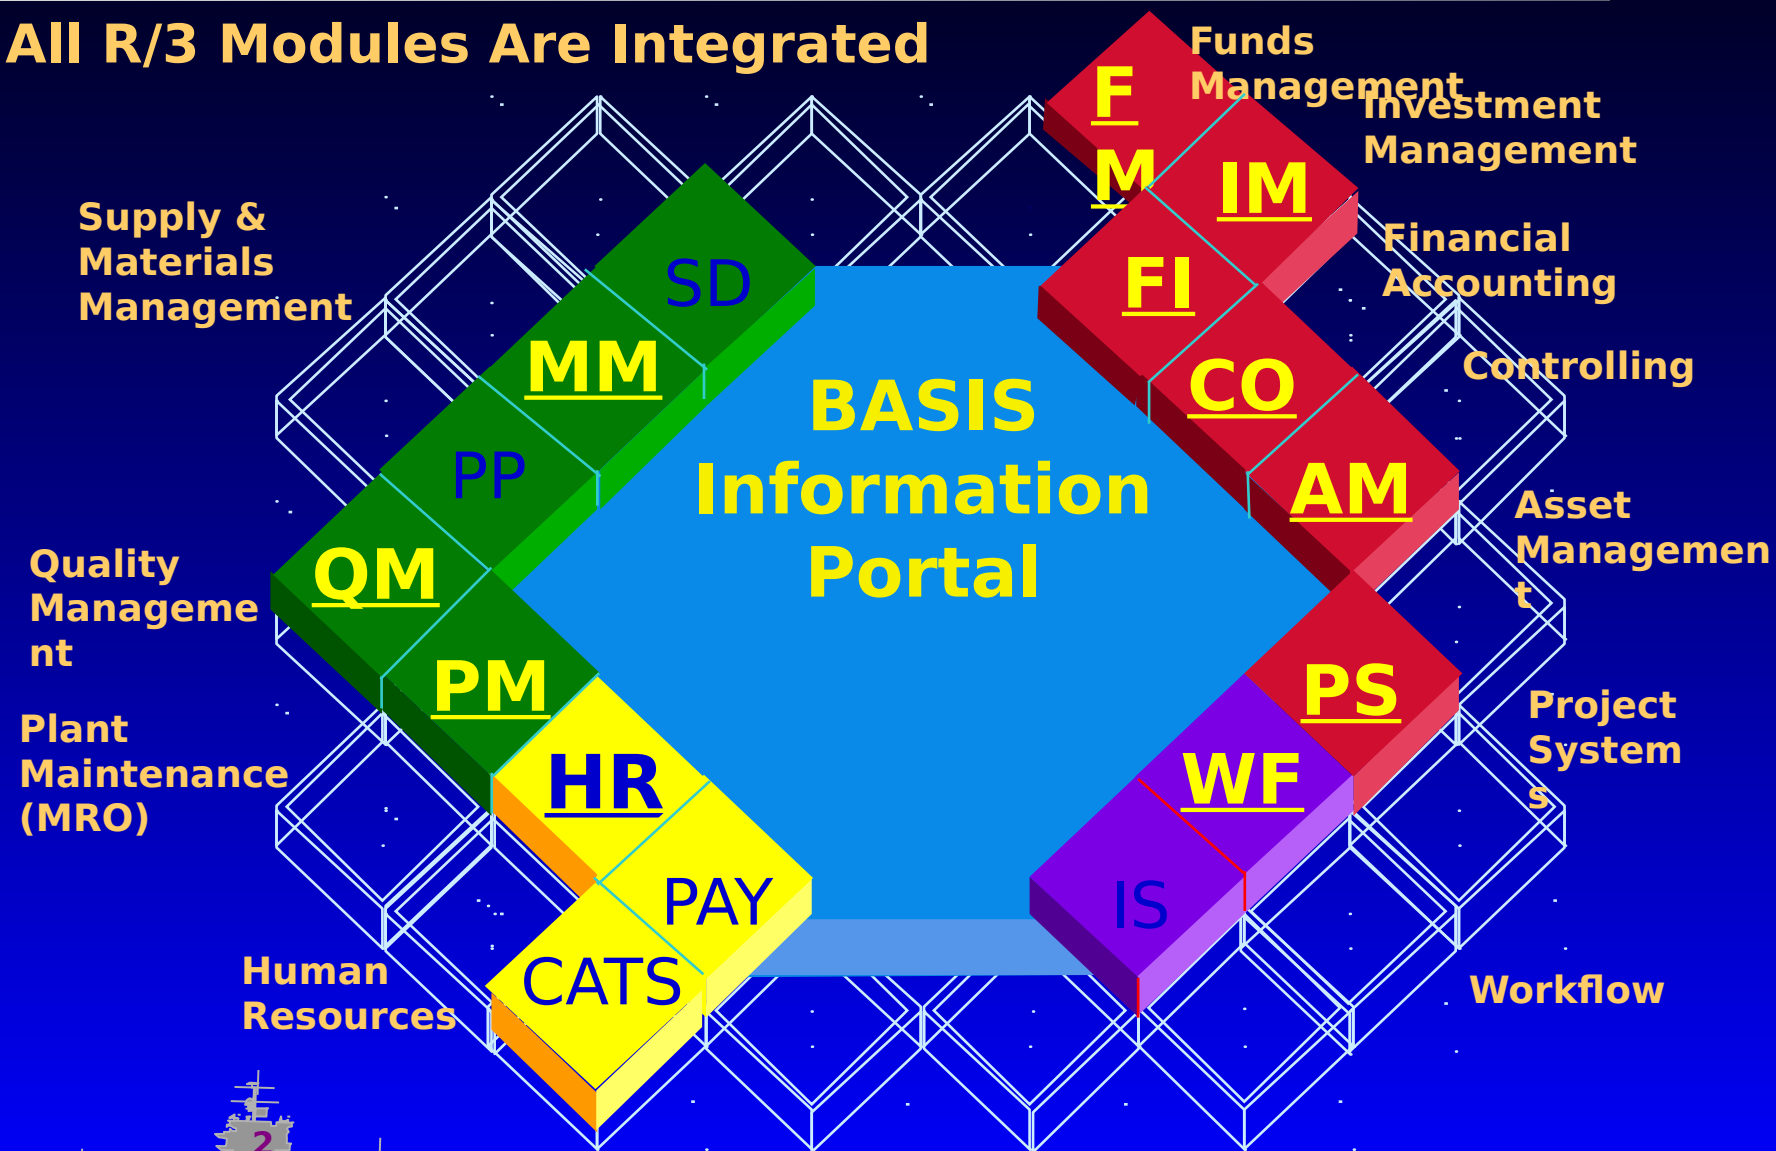 All R/3 Modules Are Integrated
Funds
Management
Investment
Management
Financial
Accounting
Controlling
Asset
Managemen
t
Project
System
s
Workflow
Supply &
Materials
Management
Quality
Manageme
nt
Plant
Maintenance
(MRO)
Human
Resources
F
M
IM
FI
CO
AM
PS
WF
IS
SD
MM
PP
QM
PM
HR
PAY
CATS
BASIS
Information
Portal
2